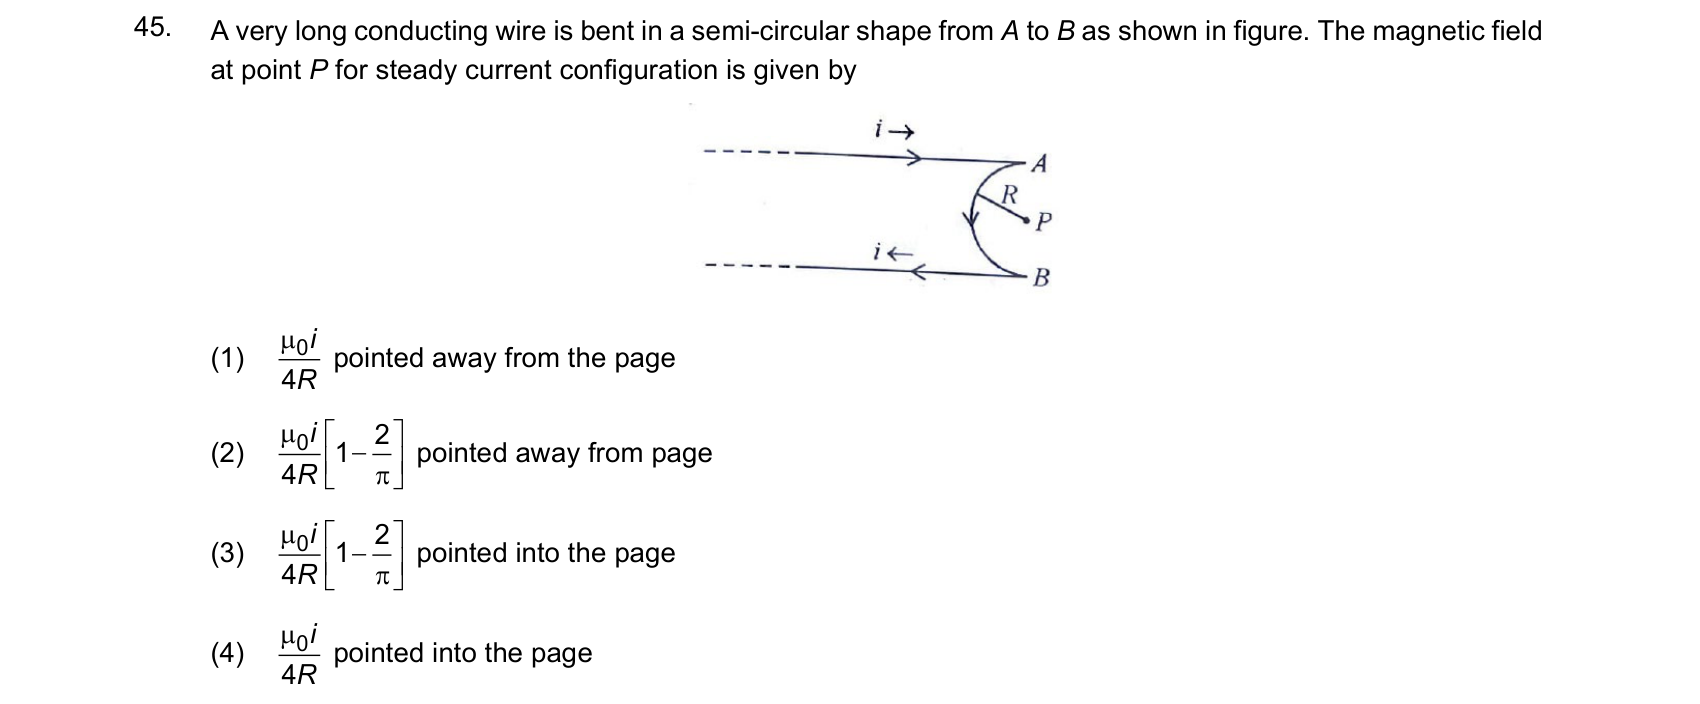 45. A very long conducting wire is bent in a semi-circular shape from A to B as shown in figure. The magnetic field
at point P for steady current configuration is given by
i→
A
R
P
i←
B
(1) μ₀i/4R pointed away from the page
(2) μ₀i/4R [1−2/π] pointed away from page
(3) μ₀i/4R [1−2/π] pointed into the page
(4) μ₀i/4R pointed into the page